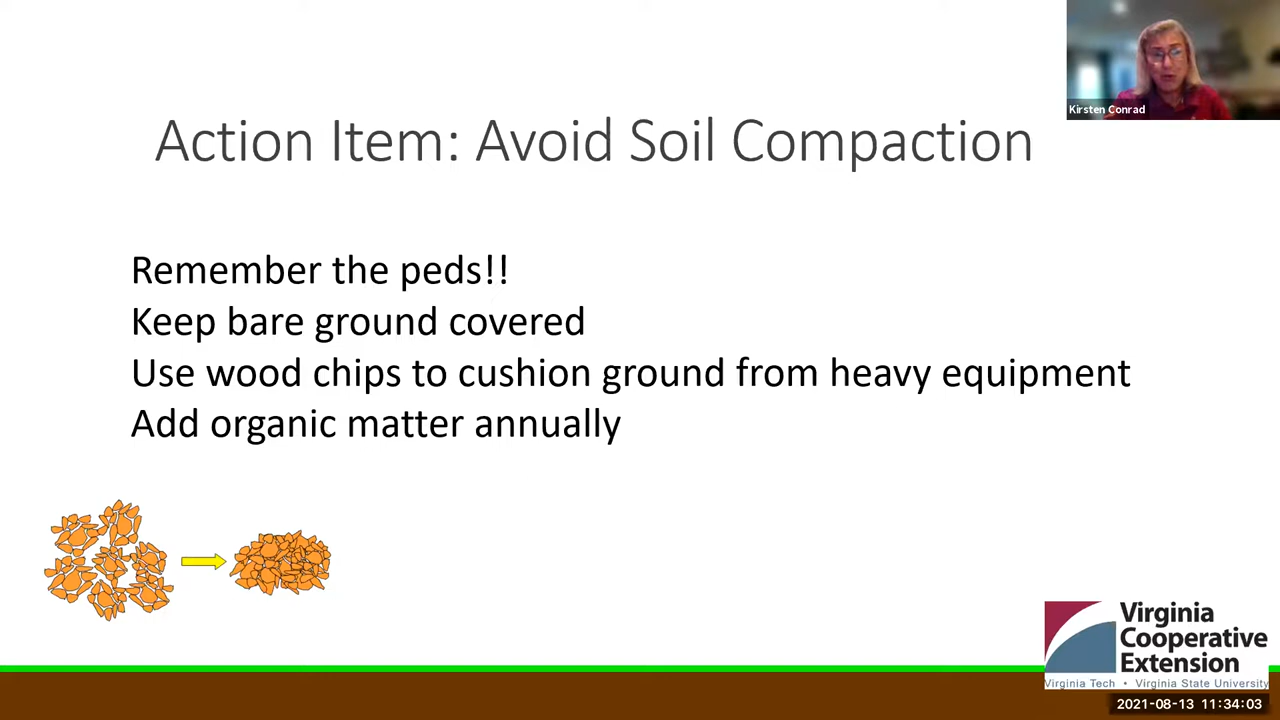 Kirsten Conrad
Action Item: Avoid Soil Compaction
Remember the peds!!
Keep bare ground covered
Use wood chips to cushion ground from heavy equipment
Add organic matter annually
Virginia
Cooperative
Extension
Virginia Tech • Virginia State University
2021-08-13 11:34:03